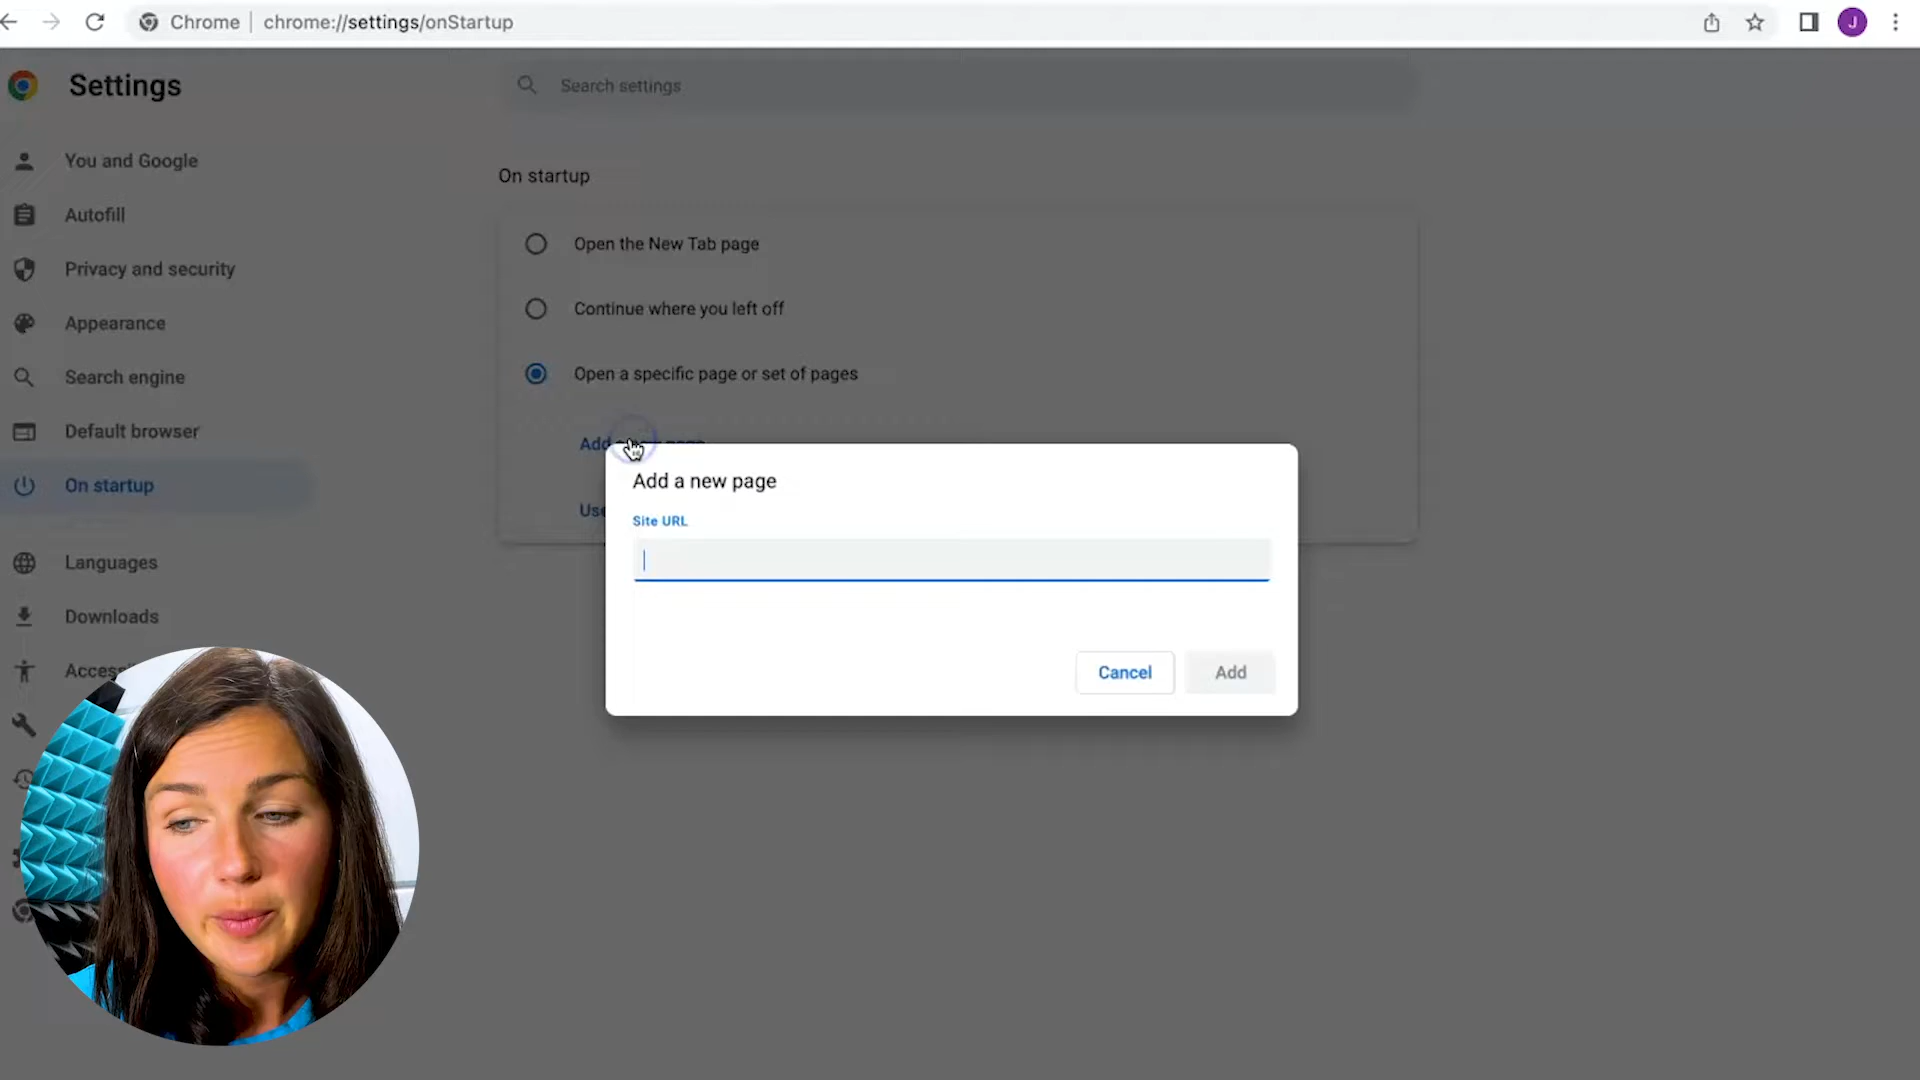 Chrome
chrome://settings/onStartup
J
Settings
Search settings
You and Google
Autofill
Privacy and security
Appearance
Search engine
Default browser
On startup
Languages
Downloads
On startup
Open the New Tab page
Continue where you left off
Open a specific page or set of pages
Add
Add a new page
Site URL
Cancel
Add